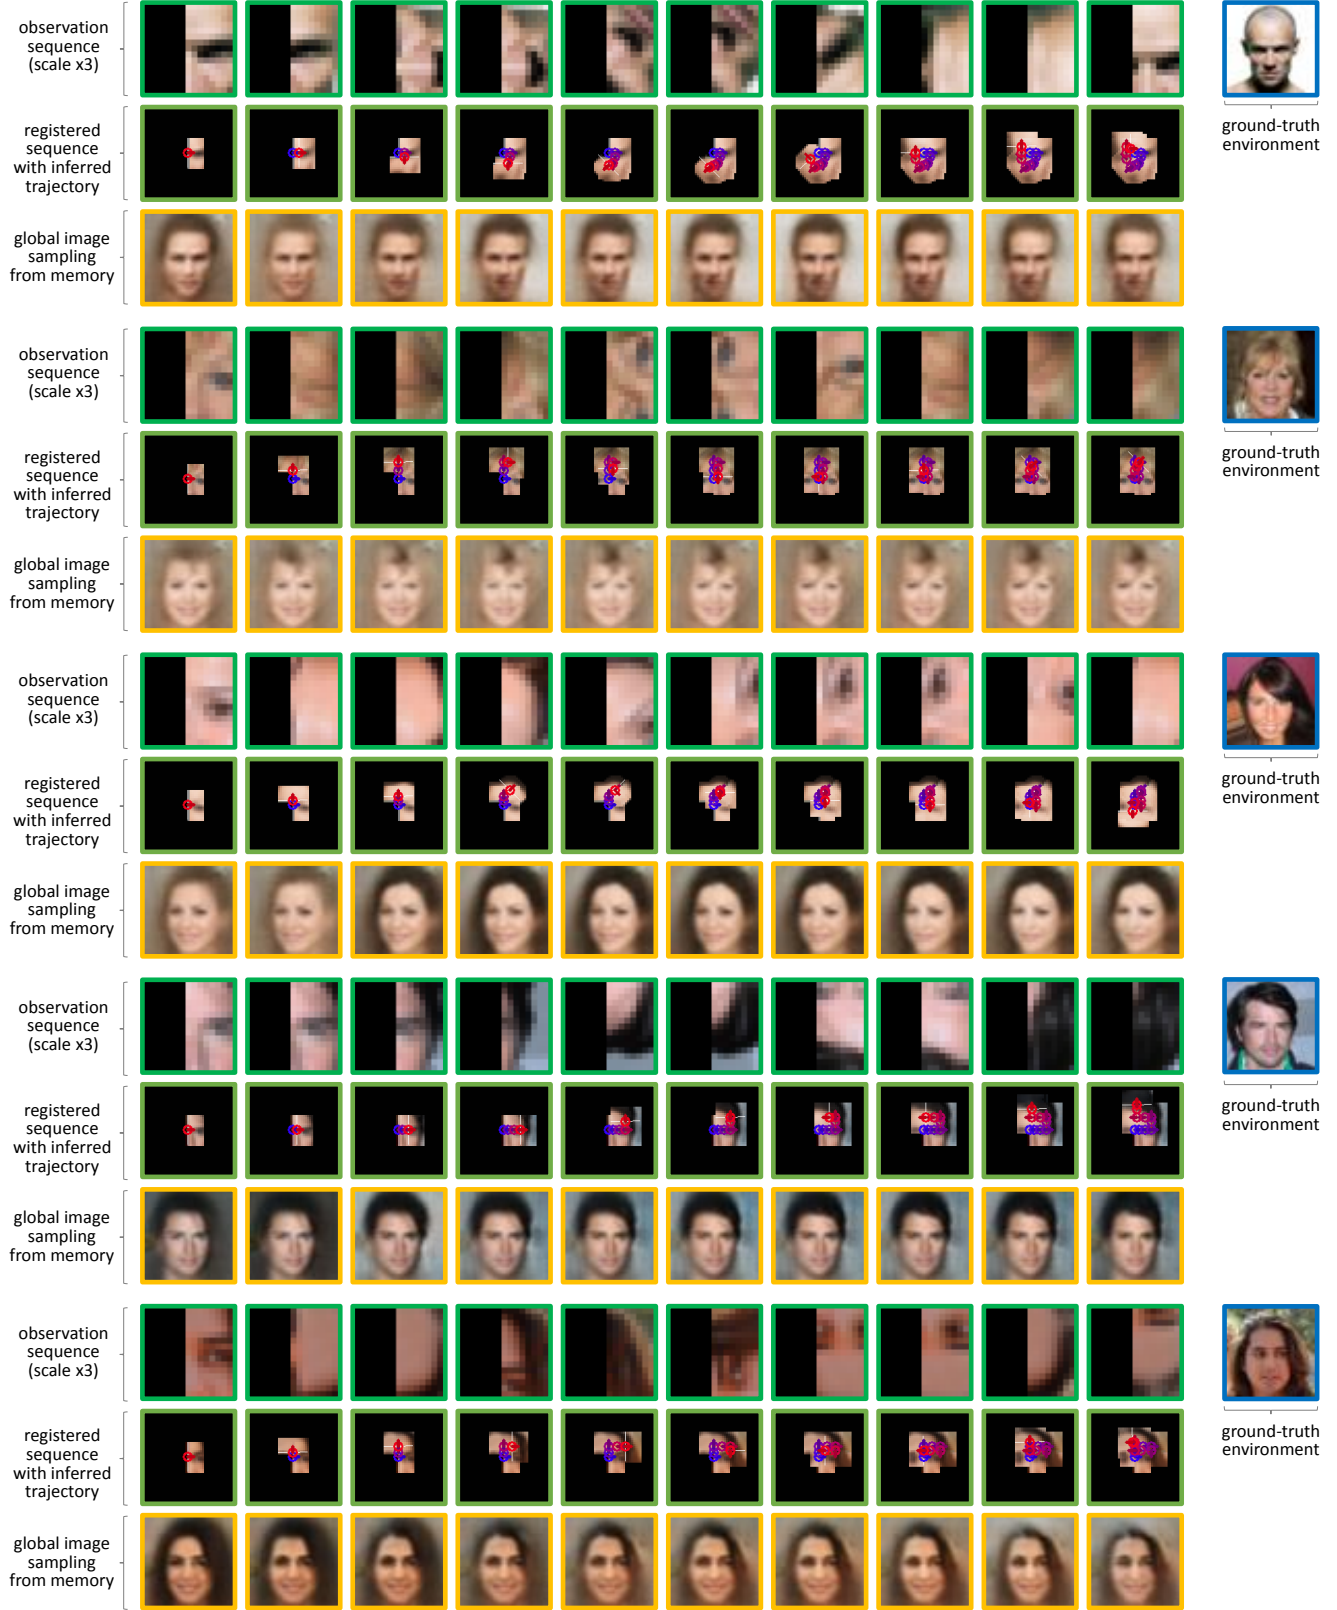 observation
sequence
(scale x3)
ground-truth
environment
registered
sequence
with inferred
trajectory
global image
sampling
from memory
observation
sequence
(scale x3)
ground-truth
environment
registered
sequence
with inferred
trajectory
global image
sampling
from memory
observation
sequence
(scale x3)
ground-truth
environment
registered
sequence
with inferred
trajectory
global image
sampling
from memory
observation
sequence
(scale x3)
ground-truth
environment
registered
sequence
with inferred
trajectory
global image
sampling
from memory
observation
sequence
(scale x3)
ground-truth
environment
registered
sequence
with inferred
trajectory
global image
sampling
from memory